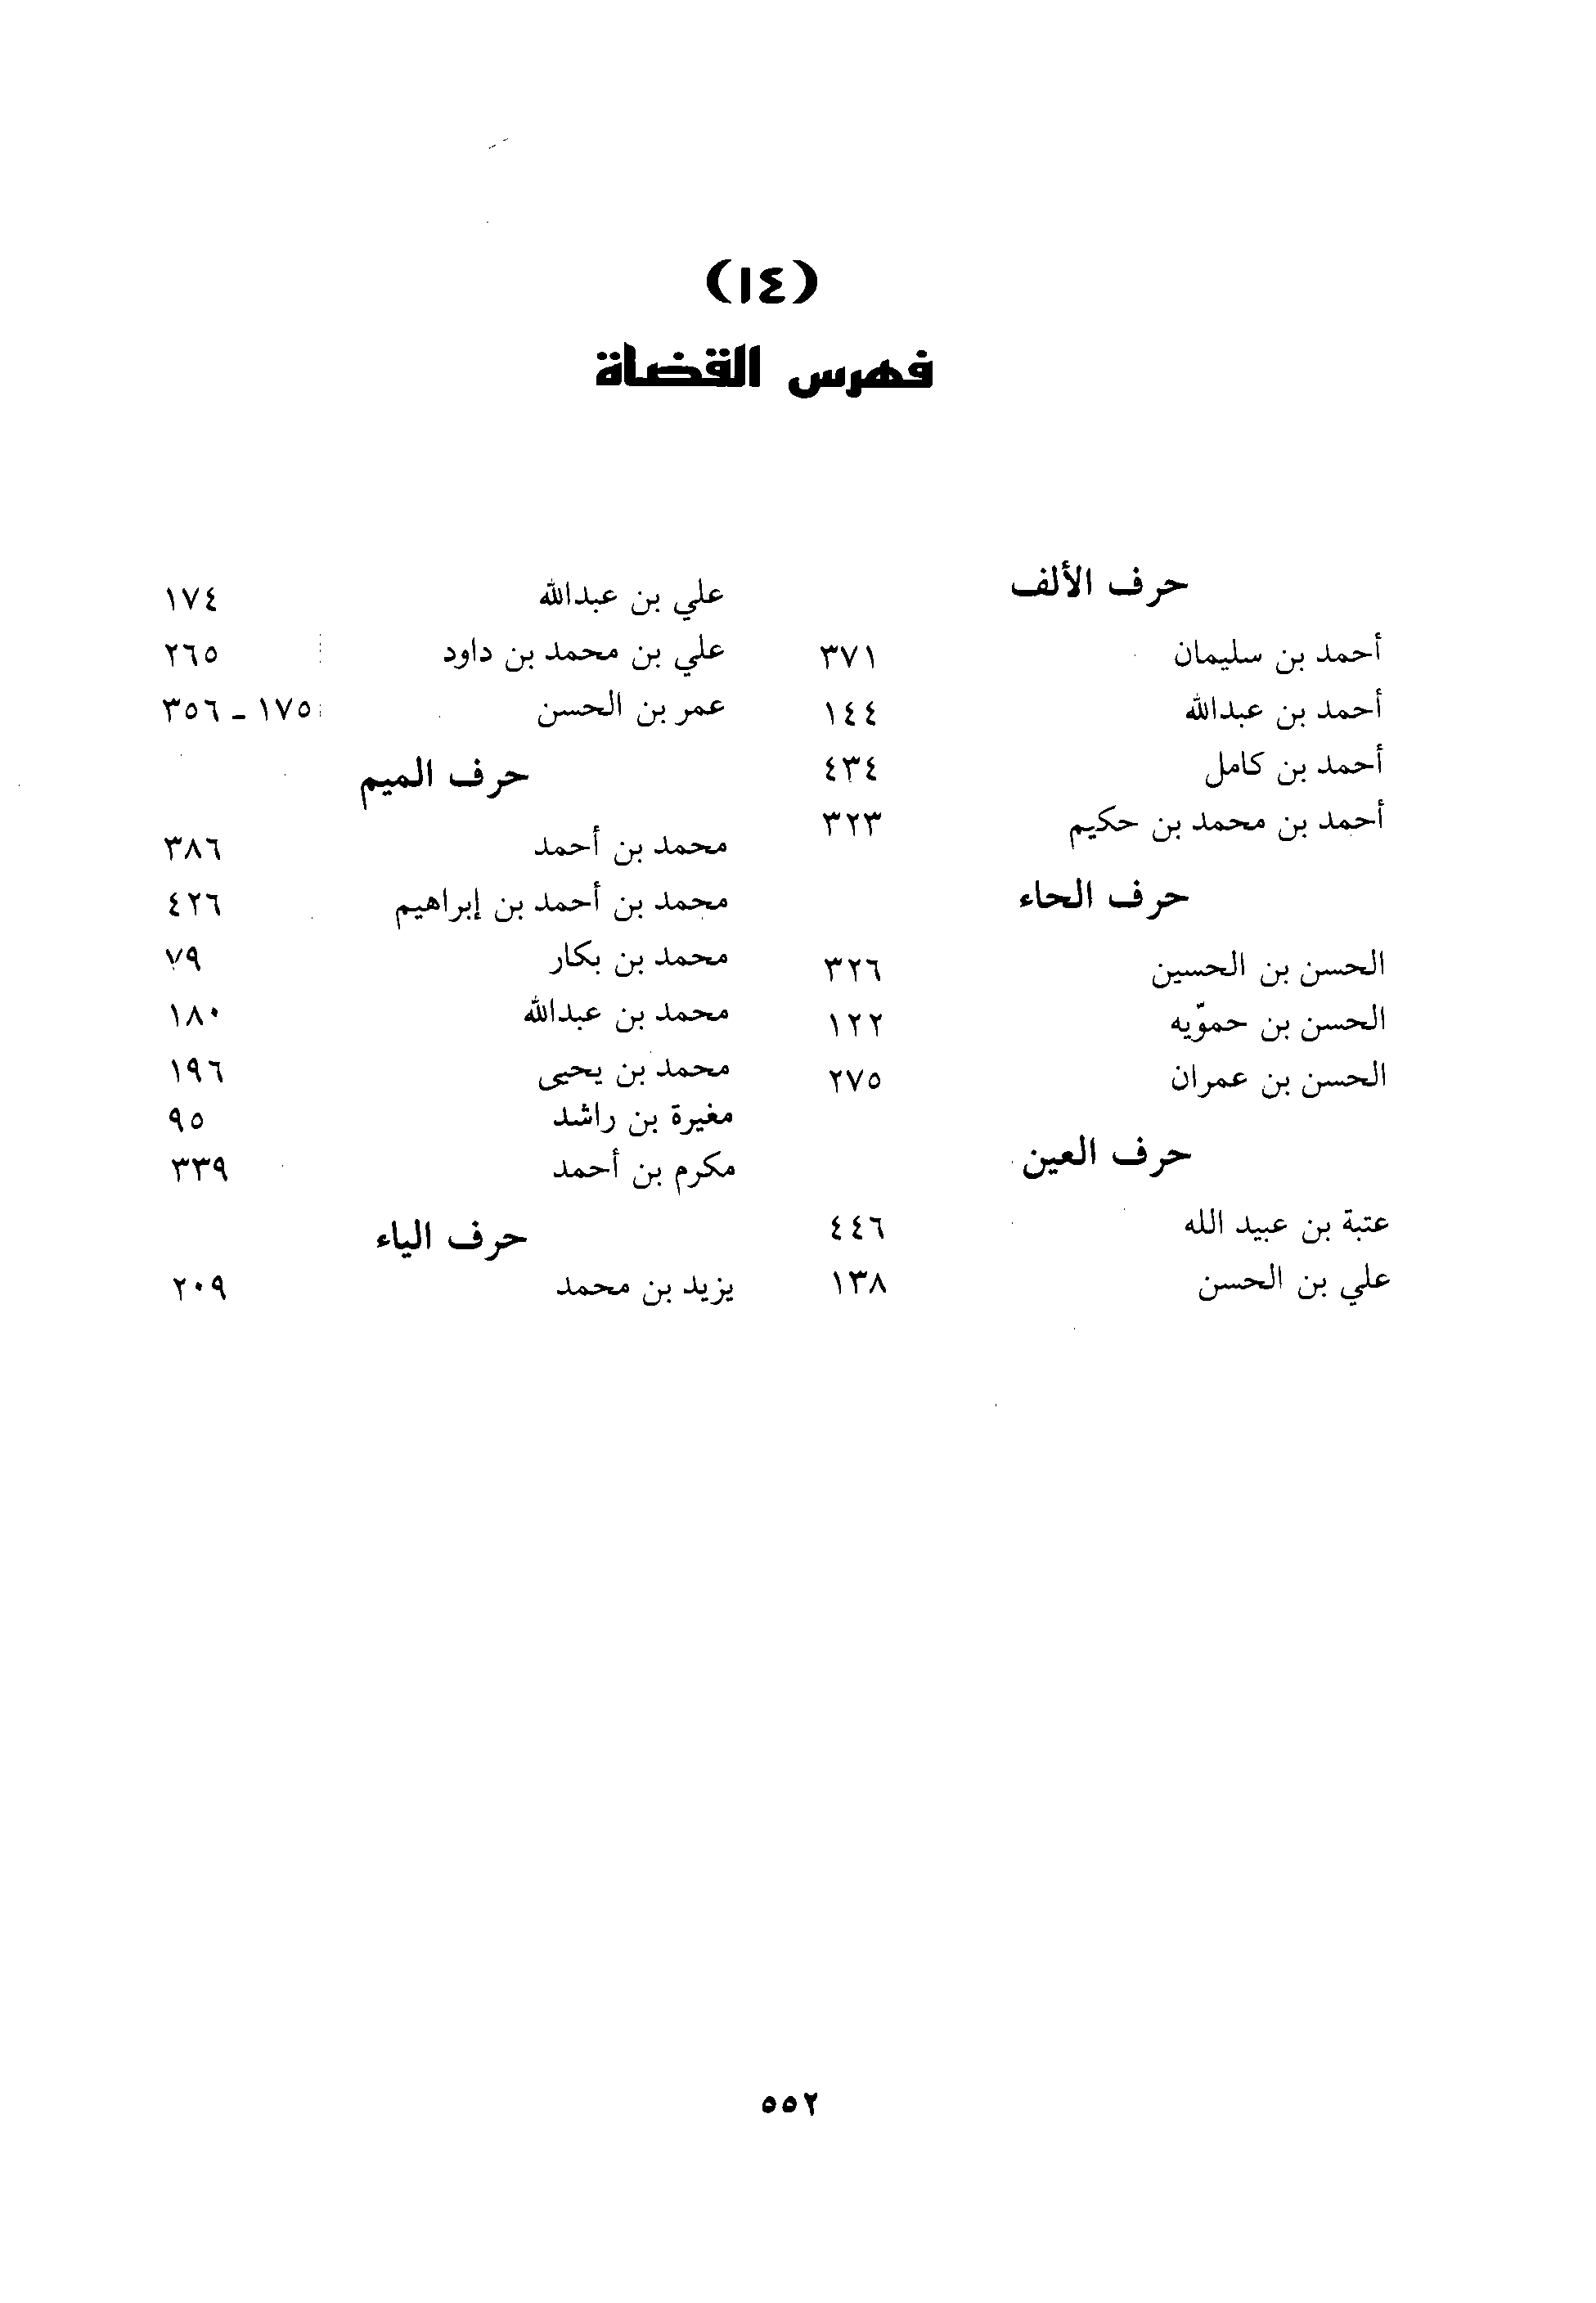 (١٤)
فهرس القضاة
حرف الألف
أحمد بن سليمان ٣٧١
أحمد بن عبدالله ١٤٤
أحمد بن كامل ٤٣٤
أحمد بن محمد بن حكيم ٣٢٣
حرف الحاء
الحسن بن الحسين ٣٢٦
الحسن بن حموّيه ١٢٢
الحسن بن عمران ٢٧٥
حرف العين
عتبة بن عبيد الله ٤٤٦
علي بن الحسن ١٣٨
علي بن عبدالله ١٧٤
علي بن محمد بن داود ٢٦٥
عمر بن الحسن ١٧٥ - ٣٥٦
حرف الميم
محمد بن أحمد ٣٨٦
محمد بن أحمد بن إبراهيم ٤٢٦
محمد بن بكار ٧٩
محمد بن عبدالله ١٨٠
محمد بن يحيى ١٩٦
مغيرة بن راشد ٩٥
مكرم بن أحمد ٣٣٩
حرف الياء
يزيد بن محمد ٢٠٩
٥٥٢